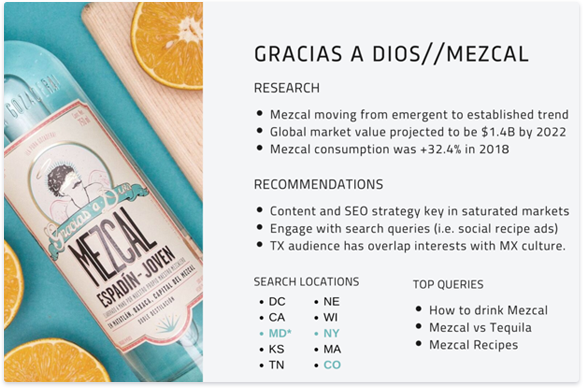 GRACIAS A DIOS//MEZCAL
RESEARCH
Mezcal moving from emergent to established trend
Global market value projected to be $1.4B by 2022
Mezcal consumption was +32.4% in 2018
RECOMMENDATIONS
Content and SEO strategy key in saturated markets
Engage with search queries (i.e. social recipe ads)
TX audience has overlap interests with MX culture.
SEARCH LOCATIONS
DC
CA
MD*
KS
TN
NE
WI
NY
MA
CO
TOP QUERIES
How to drink Mezcal
Mezcal vs Tequila
Mezcal Recipes
Gracias a Dios
MEZCAL
ESPADÍN-JOVEN